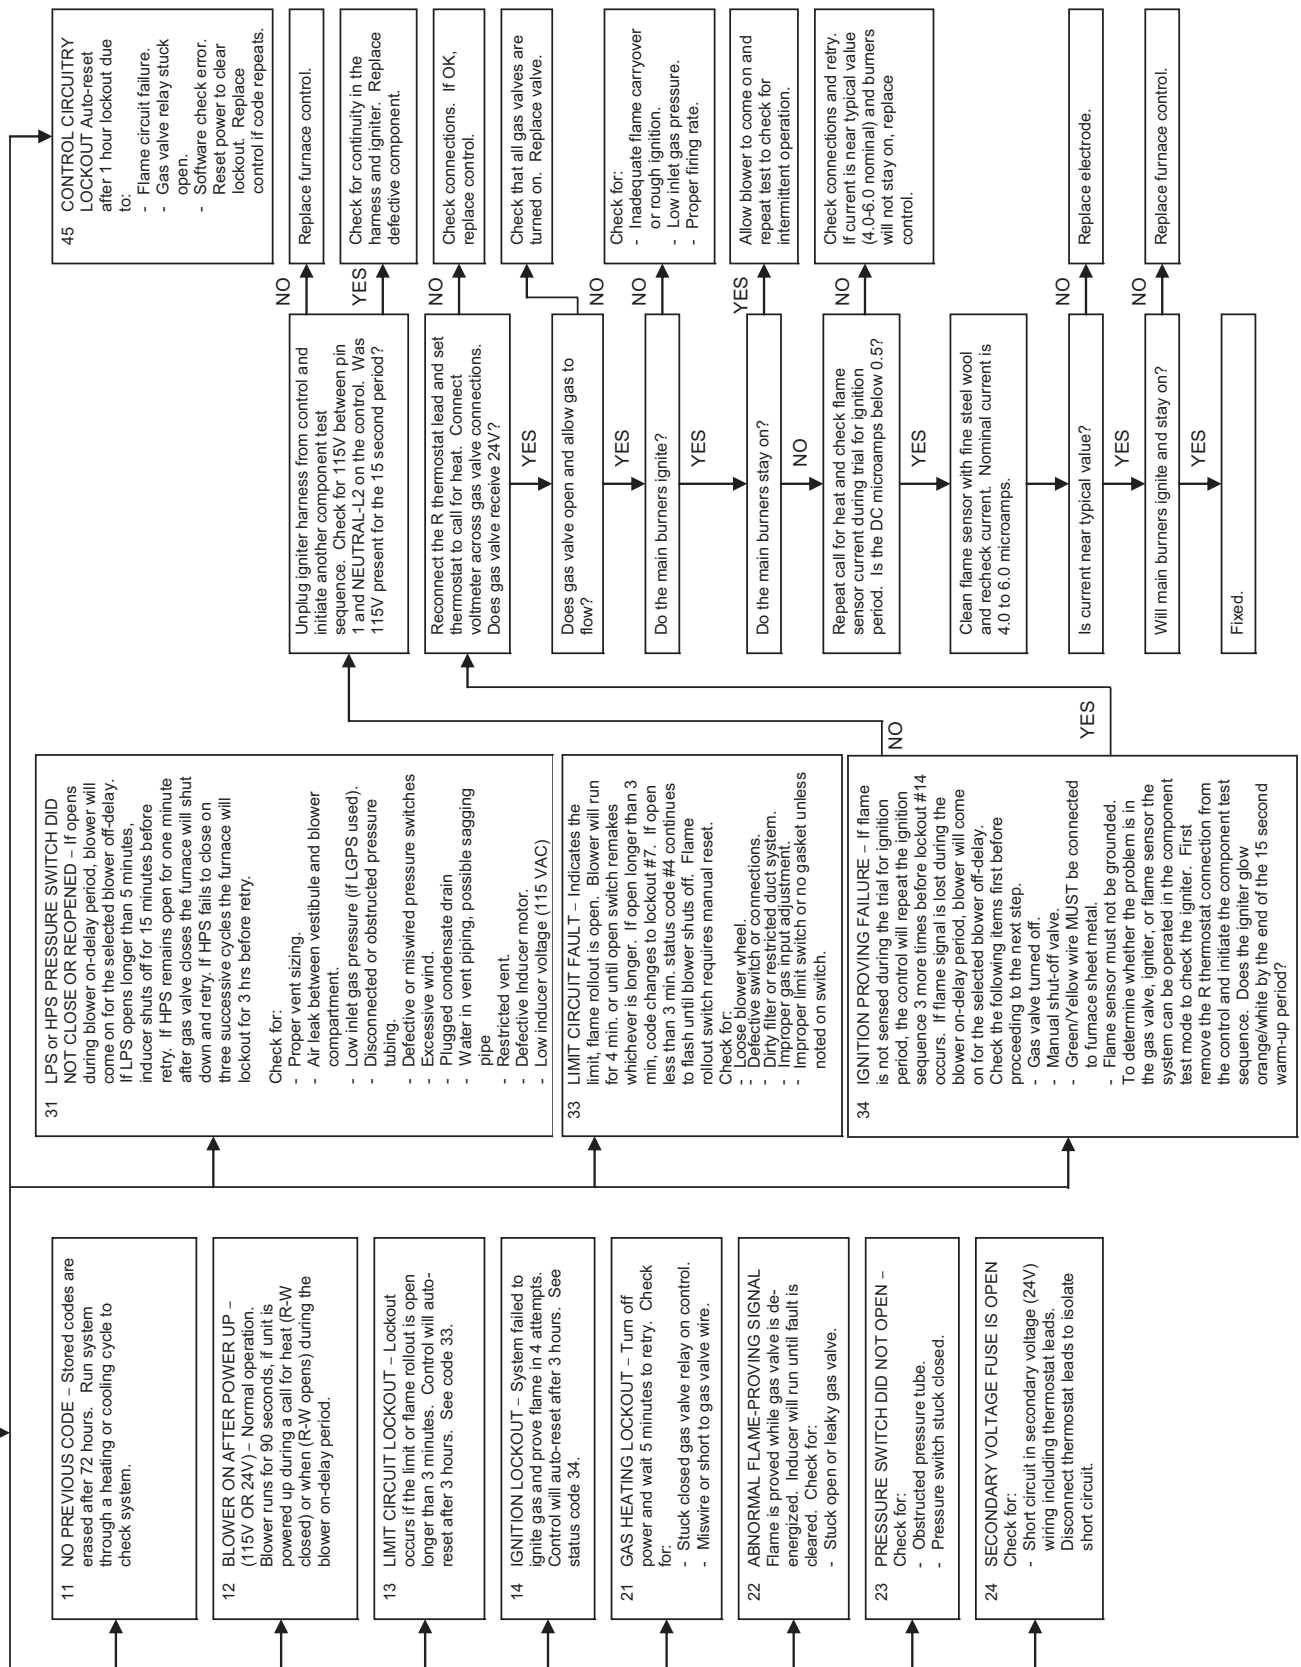 11 NO PREVIOUS CODE – Stored codes are
erased after 72 hours. Run system
through a heating or cooling cycle to
check system.
12 BLOWER ON AFTER POWER UP –
(115V OR 24V) – Normal operation.
Blower runs for 90 seconds, if unit is
powered up during a call for heat (R-W
closed) or when (R-W opens) during the
blower on-delay period.
13 LIMIT CIRCUIT LOCKOUT – Lockout
occurs if the limit or flame rollout is open
longer than 3 minutes. Control will auto-
reset after 3 hours. See code 33.
14 IGNITION LOCKOUT – System failed to
ignite gas and prove flame in 4 attempts.
Control will auto-reset after 3 hours. See
status code 34.
21 GAS HEATING LOCKOUT – Turn off
power and wait 5 minutes to retry. Check
for:
- Stuck closed gas valve relay on control.
- Miswire or short to gas valve wire.
22 ABNORMAL FLAME-PROVING SIGNAL
Flame is proved while gas valve is de-
energized. Inducer will run until fault is
cleared. Check for:
- Stuck open or leaky gas valve.
23 PRESSURE SWITCH DID NOT OPEN –
Check for:
- Obstructed pressure tube.
- Pressure switch stuck closed.
24 SECONDARY VOLTAGE FUSE IS OPEN
Check for:
- Short circuit in secondary voltage (24V)
wiring including thermostat leads.
Disconnect thermostat leads to isolate
short circuit.
31 LPS or HPS PRESSURE SWITCH DID
NOT CLOSE OR REOPENED – If opens
during blower on-delay period, blower will
come on for the selected blower off-delay.
If LPS opens longer than 5 minutes,
inducer shuts off for 15 minutes before
retry. If HPS remains open for one minute
after gas valve closes the furnace will shut
down and retry. If HPS fails to close on
three successive cycles the furnace will
lockout for 3 hrs before retry.
Check for:
- Proper vent sizing.
- Air leak between vestibule and blower
compartment.
- Low inlet gas pressure (if LGPS used).
- Disconnected or obstructed pressure
tubing.
- Defective or miswired pressure switches
- Excessive wind.
- Plugged condensate drain
- Water in vent piping, possible sagging
pipe
- Restricted vent.
- Defective Inducer motor.
- Low inducer voltage (115 VAC)
33 LIMIT CIRCUIT FAULT – Indicates the
limit, flame rollout is open. Blower will run
for 4 min. or until open switch remakes
whichever is longer. If open longer than 3
min, code changes to lockout #7. If open
less than 3 min. status code #4 continues
to flash until blower shuts off. Flame
rollout switch requires manual reset.
Check for:
- Loose blower wheel.
- Defective switch or connections.
- Dirty filter or restricted duct system.
- Improper gas input adjustment.
- Improper limit switch or no gasket unless
noted on switch.
34 IGNITION PROVING FAILURE – If flame
is not sensed during the trial for ignition
period, the control will repeat the ignition
sequence 3 more times before lockout #14
occurs. If flame signal is lost during the
blower on-delay period, blower will come
on for the selected blower off-delay.
Check the following items first before
proceeding to the next step.
- Gas valve turned off.
- Manual shut-off valve.
- Green/Yellow wire MUST be connected
to furnace sheet metal.
- Flame sensor must not be grounded.
To determine whether the problem is in
the gas valve, igniter, or flame sensor the
system can be operated in the component
test mode to check the igniter. First
remove the R thermostat connection from
the control and initiate the component test
sequence. Does the igniter glow
orange/white by the end of the 15 second
warm-up period?
NO
YES
Unplug igniter harness from control and
initiate another component test
sequence. Check for 115V between pin
1 and NEUTRAL-L2 on the control. Was
115V present for the 15 second period?
NO
YES
Reconnect the R thermostat lead and set
thermostat to call for heat. Connect
voltmeter across gas valve connections.
Does gas valve receive 24V?
NO
YES
Does gas valve open and allow gas to
flow?
NO
YES
Do the main burners ignite?
NO
YES
Do the main burners stay on?
YES
NO
Repeat call for heat and check flame
sensor current during trial for ignition
period. Is the DC microamps below 0.5?
NO
YES
Clean flame sensor with fine steel wool
and recheck current. Nominal current is
4.0 to 6.0 microamps.
Is current near typical value?
NO
YES
Will main burners ignite and stay on?
NO
YES
Fixed.
45 CONTROL CIRCUITRY
LOCKOUT Auto-reset
after 1 hour lockout due
to:
- Flame circuit failure.
- Gas valve relay stuck
open.
- Software check error.
Reset power to clear
lockout. Replace
control if code repeats.
Replace furnace control.
Check for continuity in the
harness and igniter. Replace
defective component.
Check connections. If OK,
replace control.
Check that all gas valves are
turned on. Replace valve.
Check for:
- Inadequate flame carryover
or rough ignition.
- Low inlet gas pressure.
- Proper firing rate.
Allow blower to come on and
repeat test to check for
intermittent operation.
Check connections and retry.
If current is near typical value
(4.0-6.0 nominal) and burners
will not stay on, replace
control.
Replace electrode.
Replace furnace control.